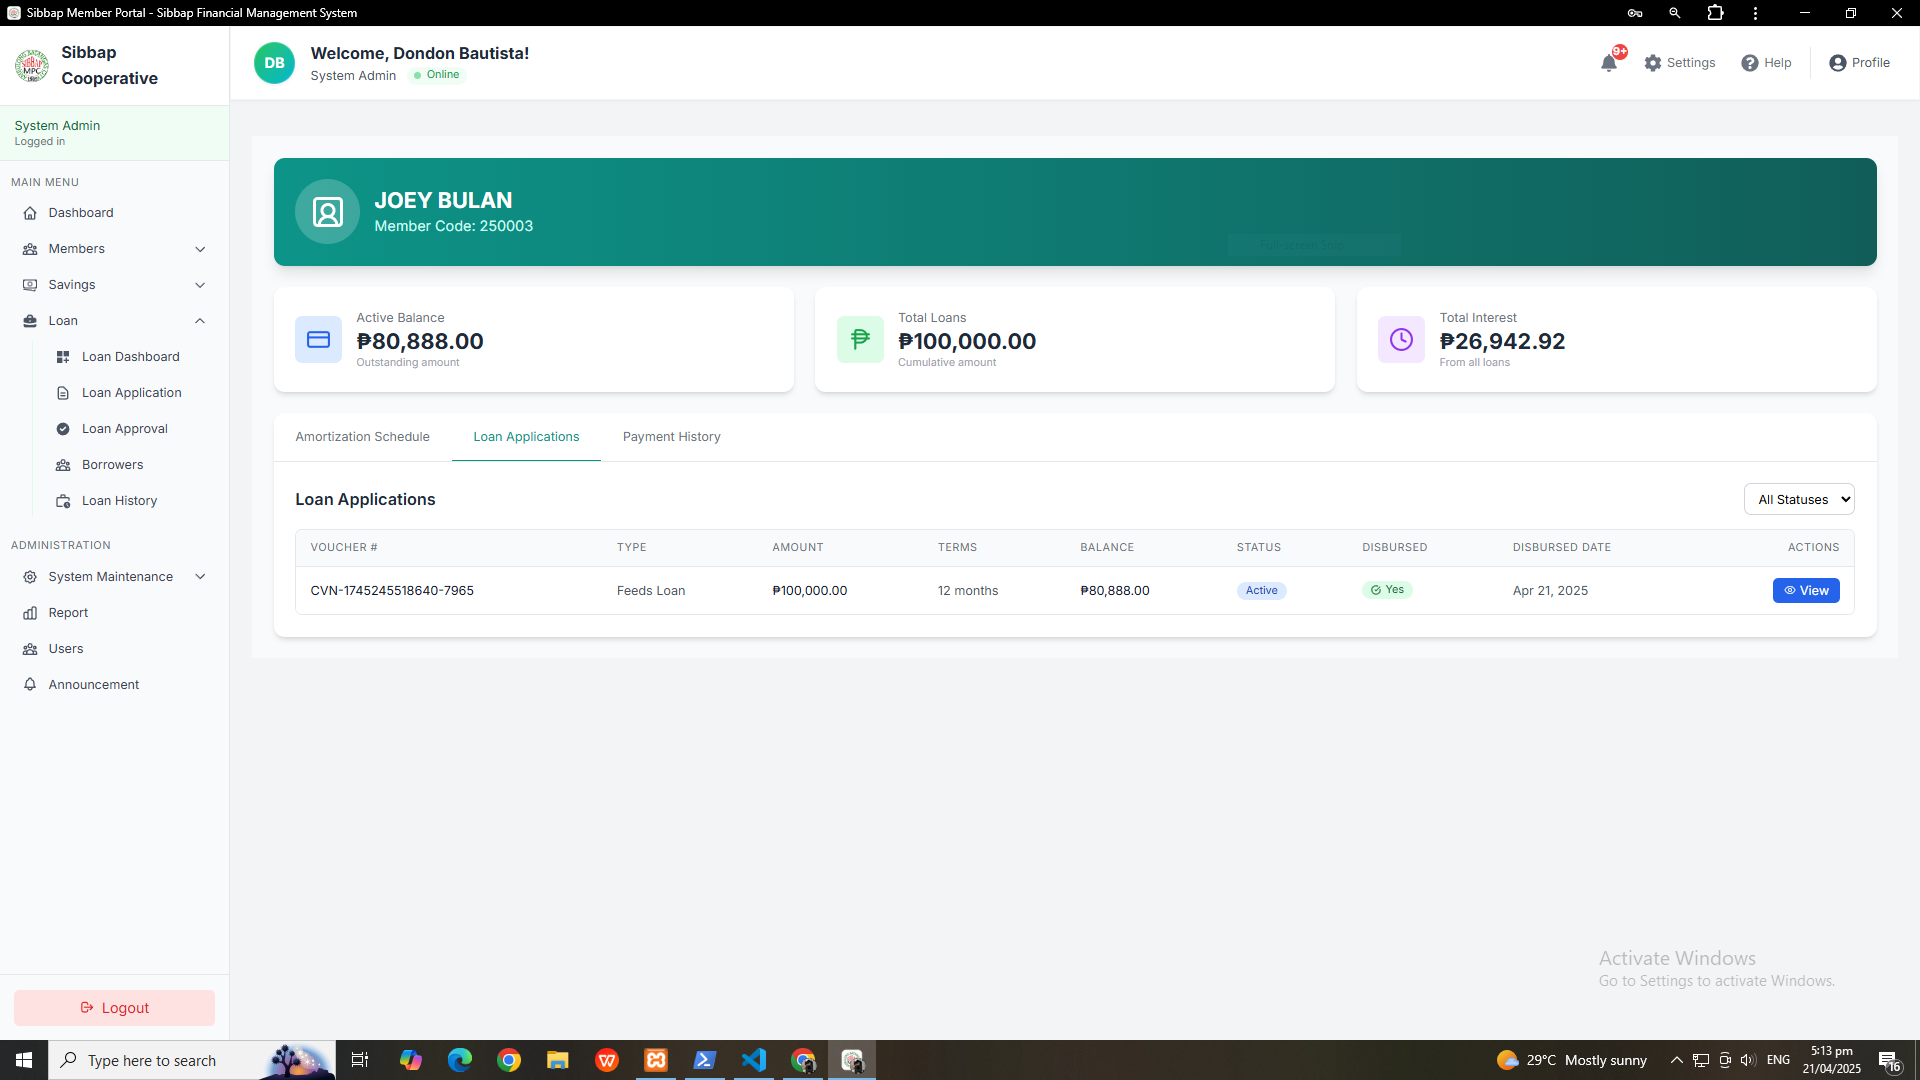 Sibbap Member Portal - Sibbap Financial Management System
Sibbap
Cooperative
System Admin
Logged in
MAIN MENU
Dashboard
Members
Savings
Loan
Loan Dashboard
Loan Application
Loan Approval
Borrowers
Loan History
ADMINISTRATION
System Maintenance
Report
Users
Announcement
Logout
DB
Welcome, Dondon Bautista!
System Admin
Online
9+
Settings
Help
Profile
JOEY BULAN
Member Code: 250003
Active Balance
₱80,888.00
Outstanding amount
Total Loans
₱100,000.00
Cumulative amount
Total Interest
₱26,942.92
From all loans
Amortization Schedule
Loan Applications
Payment History
Loan Applications
All Statuses
VOUCHER # TYPE AMOUNT TERMS BALANCE STATUS DISBURSED DISBURSED DATE ACTIONS
CVN-1745245518640-7965 Feeds Loan ₱100,000.00 12 months ₱80,888.00 Active Yes Apr 21, 2025 View
Activate Windows
Go to Settings to activate Windows.
Type here to search
29°C Mostly sunny
ENG
5:13 pm
21/04/2025
16